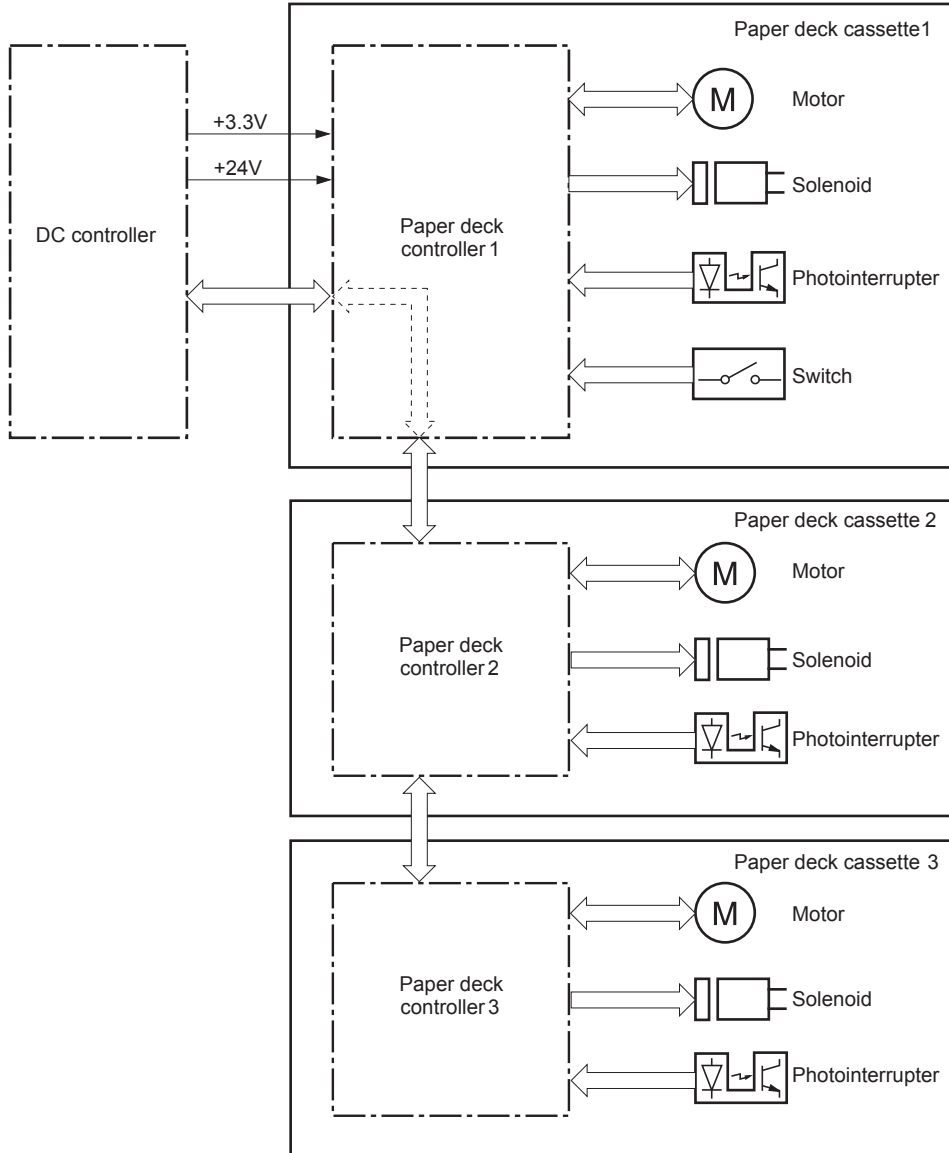 Paper deck cassette1
DC controller
+3.3V
+24V
Paper deck
controller 1
M
Motor
Solenoid
Photointerrupter
Switch
Paper deck cassette 2
Paper deck
controller 2
M
Motor
Solenoid
Photointerrupter
Paper deck cassette 3
Paper deck
controller 3
M
Motor
Solenoid
Photointerrupter